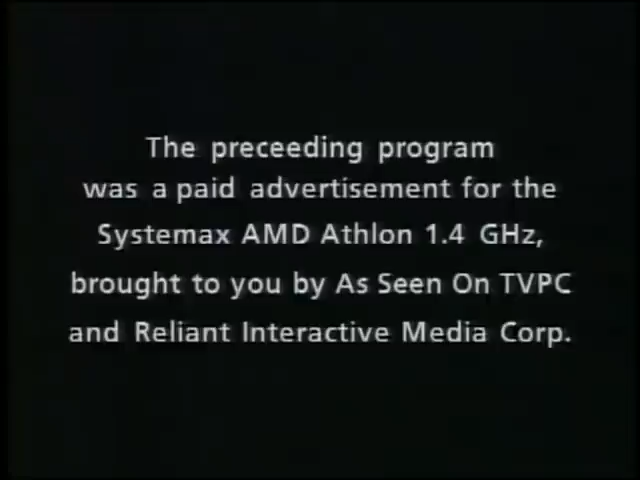 The preceeding program
was a paid advertisement for the
Systemax AMD Athlon 1.4 GHz,
brought to you by As Seen On TVPC
and Reliant Interactive Media Corp.